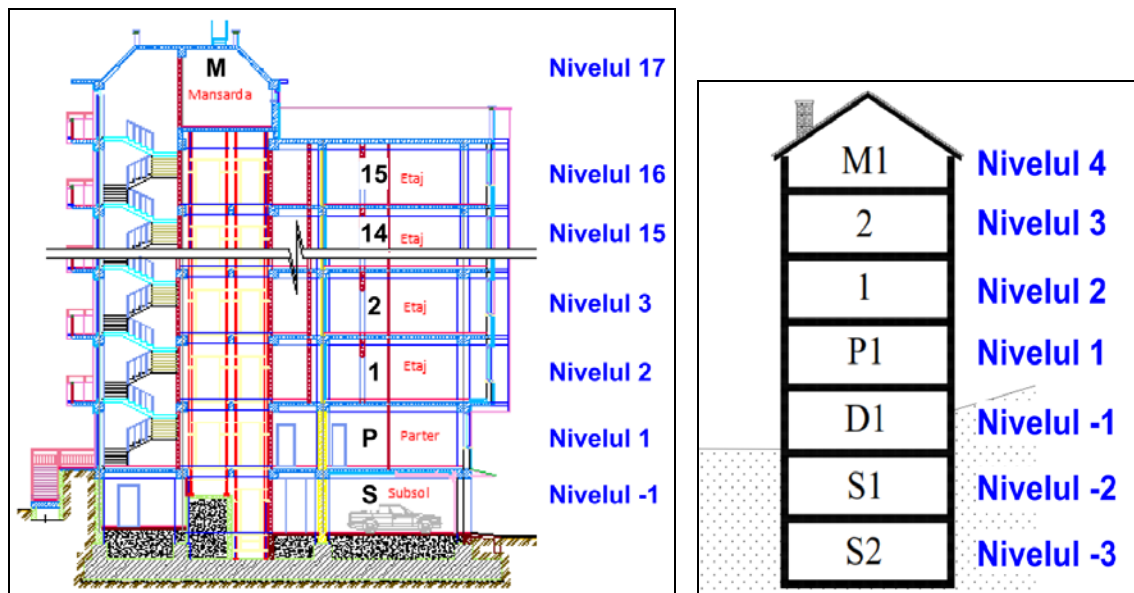 M
Mansarda
Nivelul 17
15 Etaj
Nivelul 16
14 Etaj
Nivelul 15
2 Etaj
Nivelul 3
1 Etaj
Nivelul 2
P Parter
Nivelul 1
S Subsol
Nivelul -1
M1 Nivelul 4
2 Nivelul 3
1 Nivelul 2
P1 Nivelul 1
D1 Nivelul -1
S1 Nivelul -2
S2 Nivelul -3